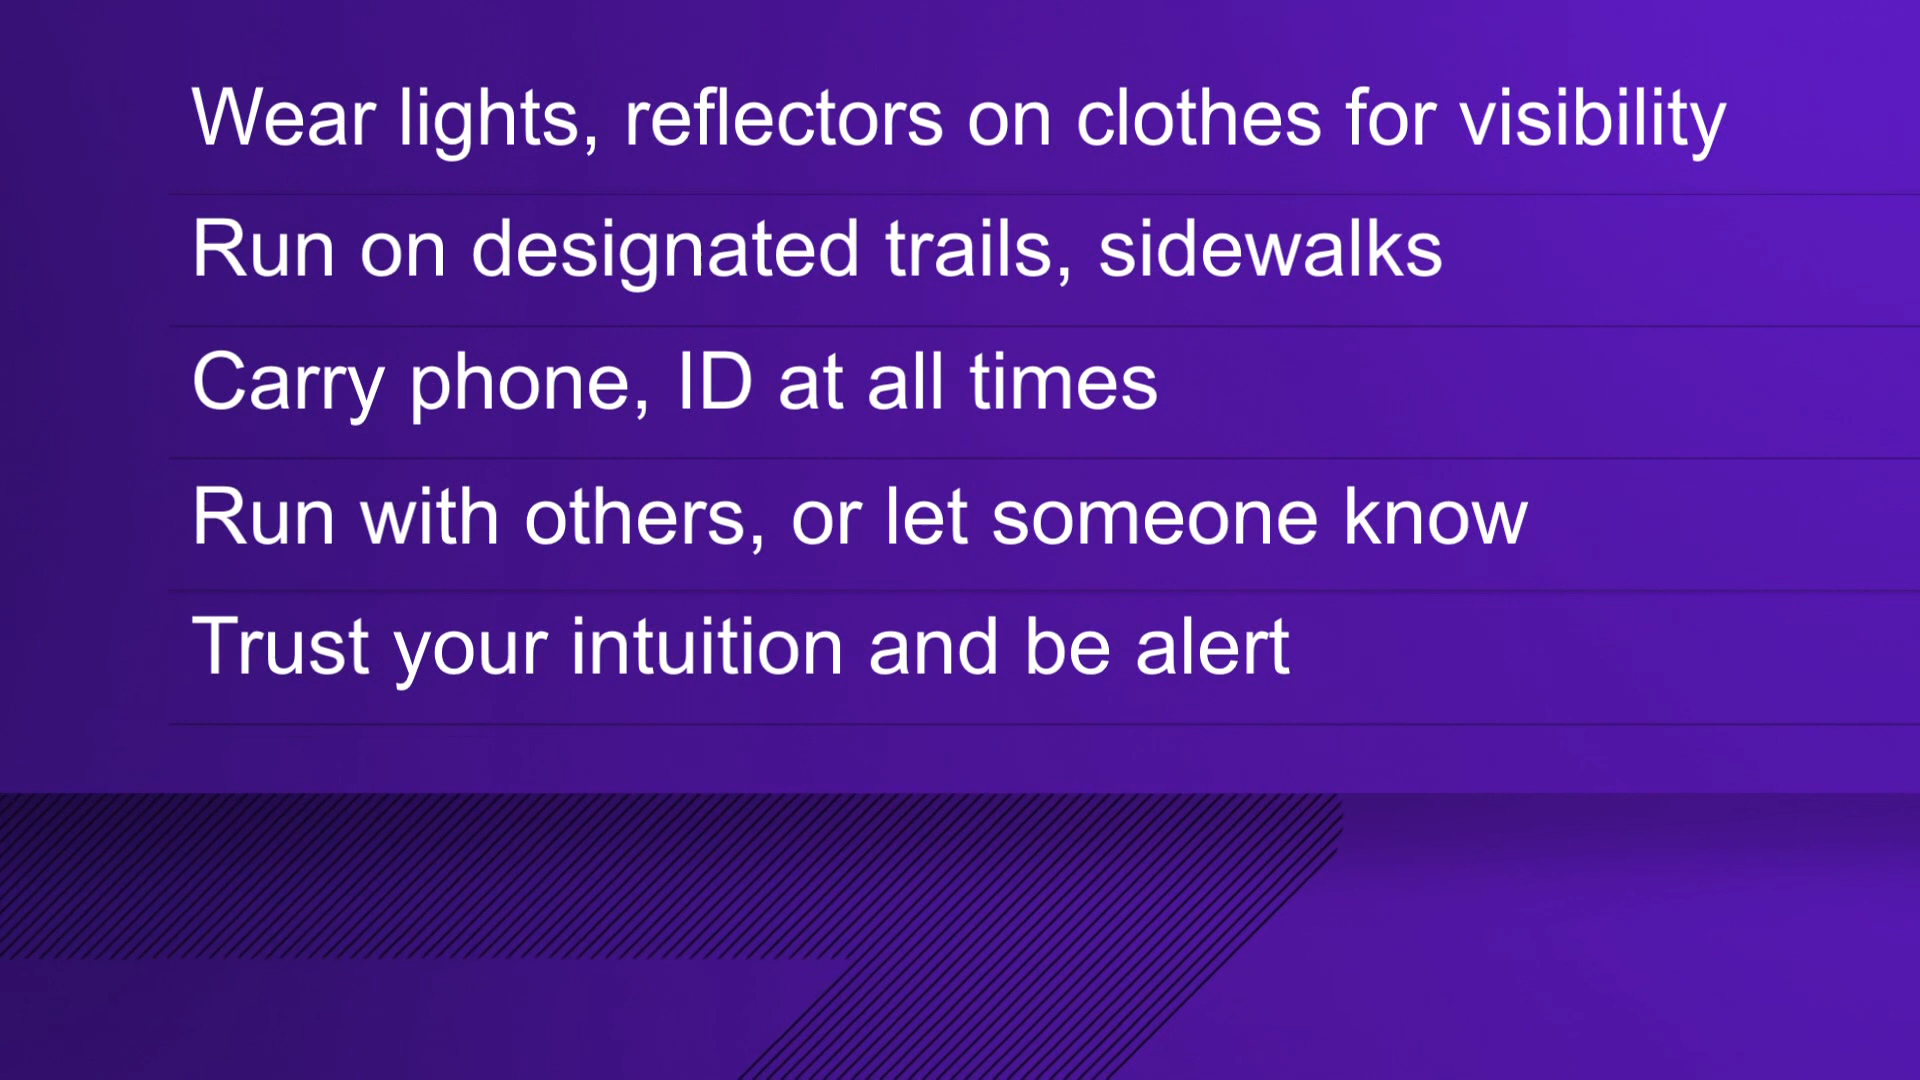 Wear lights, reflectors on clothes for visibility
Run on designated trails, sidewalks
Carry phone, ID at all times
Run with others, or let someone know
Trust your intuition and be alert